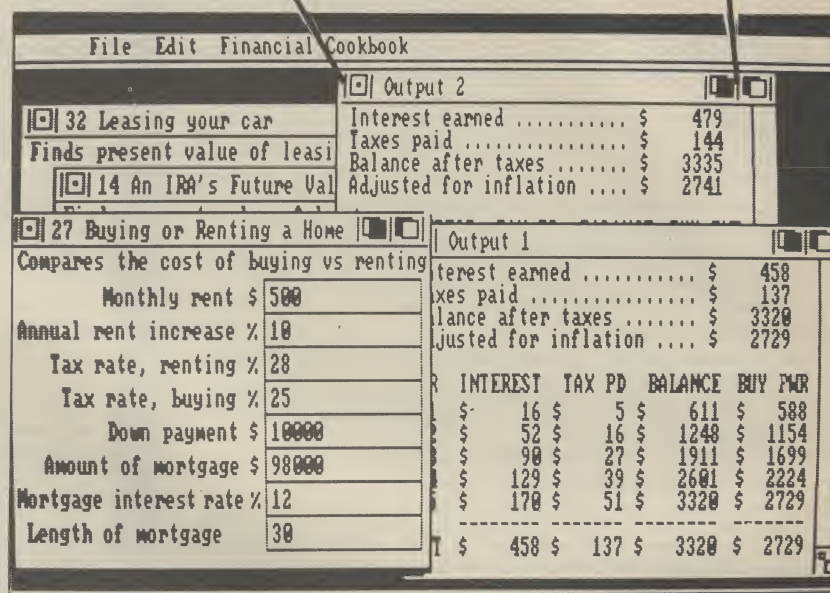 File Edit Financial Cookbook
Output 2
Interest earned ........... $ 479
Taxes paid ................ $ 144
Balance after taxes ....... $ 3335
Adjusted for inflation .... $ 2741
32 Leasing your car
Finds present value of leasi
14 An IRA's Future Val
27 Buying or Renting a Home
Compares the cost of buying vs renting
Monthly rent $ 500
Annual rent increase % 10
Tax rate, renting % 28
Tax rate, buying % 25
Down payment $ 10000
Amount of mortgage $ 98000
Mortgage interest rate % 12
Length of mortgage 30
Output 1
terest earned ........... $ 458
xes paid ................ $ 137
lance after taxes ....... $ 3320
justed for inflation .... $ 2729
R INTEREST TAX PD BALANCE BUY PWR
$ 16 $ 5 $ 611 $ 588
$ 52 $ 16 $ 1248 $ 1154
$ 90 $ 27 $ 1911 $ 1699
$ 129 $ 39 $ 2601 $ 2224
$ 170 $ 51 $ 3320 $ 2729
T $ 458 $ 137 $ 3320 $ 2729